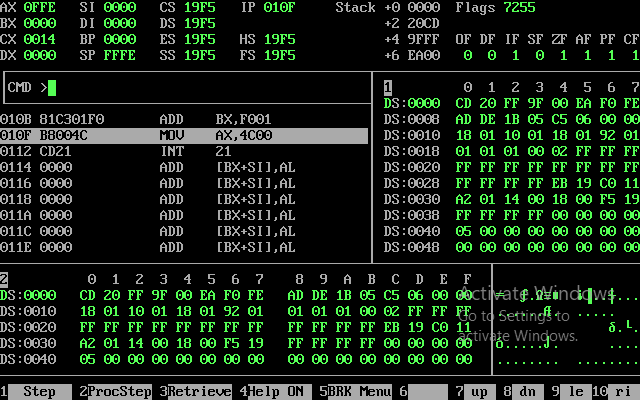 AX 0FFE SI 0000 CS 19F5 IP 010F Stack +0 0000 Flags 7255
BX 0000 DI 0000 DS 19F5 +2 20CD
CX 0014 BP 0000 ES 19F5 HS 19F5 +4 9FFF OF DF IF SF ZF AF PF CF
DX 0000 SP FFFE SS 19F5 FS 19F5 +6 EA00 0 0 1 0 1 1 1 1
CMD >
1 0 1 2 3 4 5 6 7
DS:0000 CD 20 FF 9F 00 EA F0 FE
DS:0008 AD DE 1B 05 C5 06 00 00
DS:0010 18 01 10 01 18 01 92 01
DS:0018 01 01 01 00 02 FF FF FF
DS:0020 FF FF FF FF FF FF FF FF
DS:0028 FF FF FF FF EB 19 C0 11
DS:0030 A2 01 14 00 18 00 F5 19
DS:0038 FF FF FF FF 00 00 00 00
DS:0040 05 00 00 00 00 00 00 00
DS:0048 00 00 00 00 00 00 00 00
010B 81C301F0 ADD BX,F001
010F B8004C MOV AX,4C00
0112 CD21 INT 21
0114 0000 ADD [BX+SI],AL
0116 0000 ADD [BX+SI],AL
0118 0000 ADD [BX+SI],AL
011A 0000 ADD [BX+SI],AL
011C 0000 ADD [BX+SI],AL
011E 0000 ADD [BX+SI],AL
2 0 1 2 3 4 5 6 7 8 9 A B C D E F
DS:0000 CD 20 FF 9F 00 EA F0 FE AD DE 1B 05 C5 06 00 00
DS:0010 18 01 10 01 18 01 92 01 01 01 01 00 02 FF FF FF
DS:0020 FF FF FF FF FF FF FF FF FF FF FF FF EB 19 C0 11
DS:0030 A2 01 14 00 18 00 F5 19 FF FF FF FF 00 00 00 00
DS:0040 05 00 00 00 00 00 00 00 00 00 00 00 00 00 00 00
Activate Windows
Go to Settings to
activate Windows.
1 Step 2 ProcStep 3 Retrieve 4 Help ON 5 BRK Menu 6 7 up 8 dn 9 le 10 ri